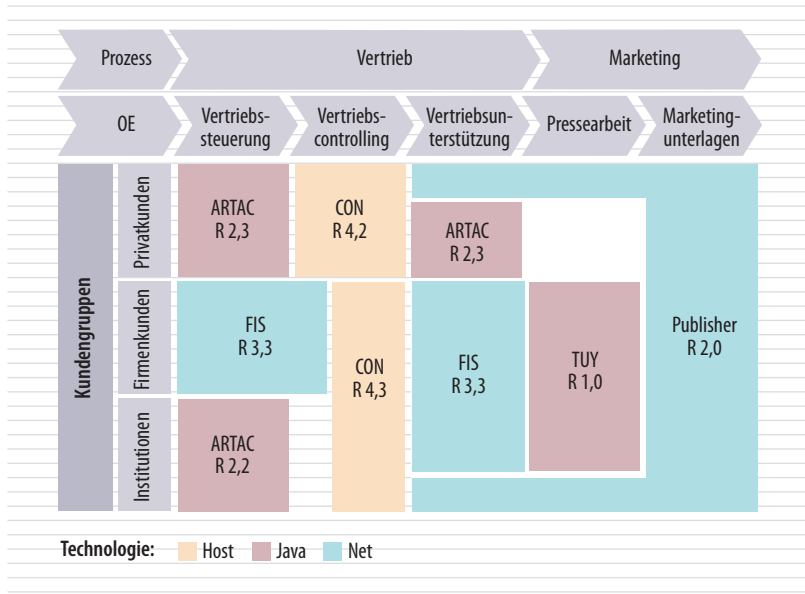 Prozess
Vertrieb
Marketing
OE
Vertriebs-
steuerung
Vertriebs-
controlling
Vertriebsun-
terstützung
Pressearbeit
Marketing-
unterlagen
Kundengruppen
Privatkunden
ARTAC
R 2,3
CON
R 4,2
ARTAC
R 2,3
Firmenkunden
FIS
R 3,3
CON
R 4,3
FIS
R 3,3
TUY
R 1,0
Publisher
R 2,0
Institutionen
ARTAC
R 2,2
Technologie: Host Java Net